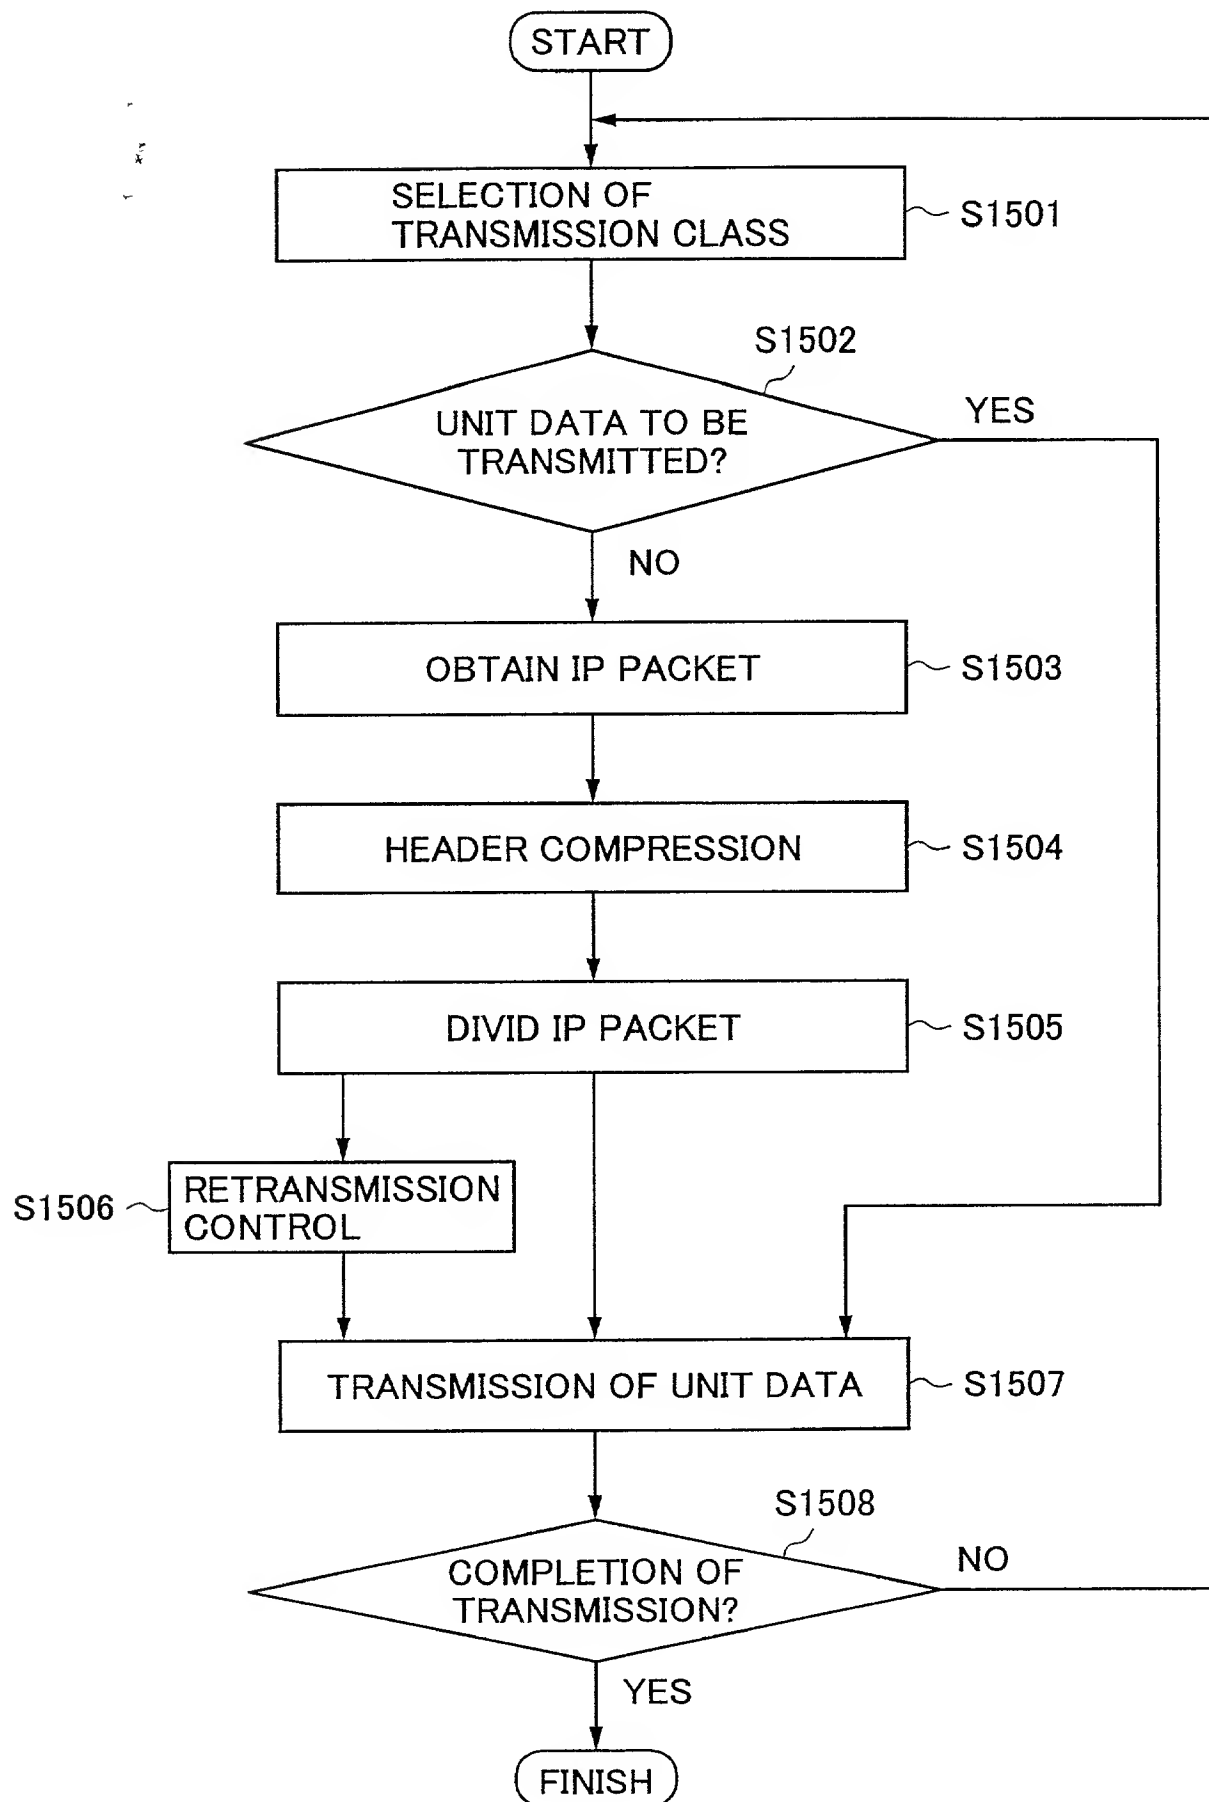 START
SELECTION OF
TRANSMISSION CLASS
S1501
S1502
UNIT DATA TO BE
TRANSMITTED?
YES
NO
OBTAIN IP PACKET
S1503
HEADER COMPRESSION
S1504
DIVID IP PACKET
S1505
S1506
RETRANSMISSION
CONTROL
TRANSMISSION OF UNIT DATA
S1507
S1508
COMPLETION OF
TRANSMISSION?
NO
YES
FINISH